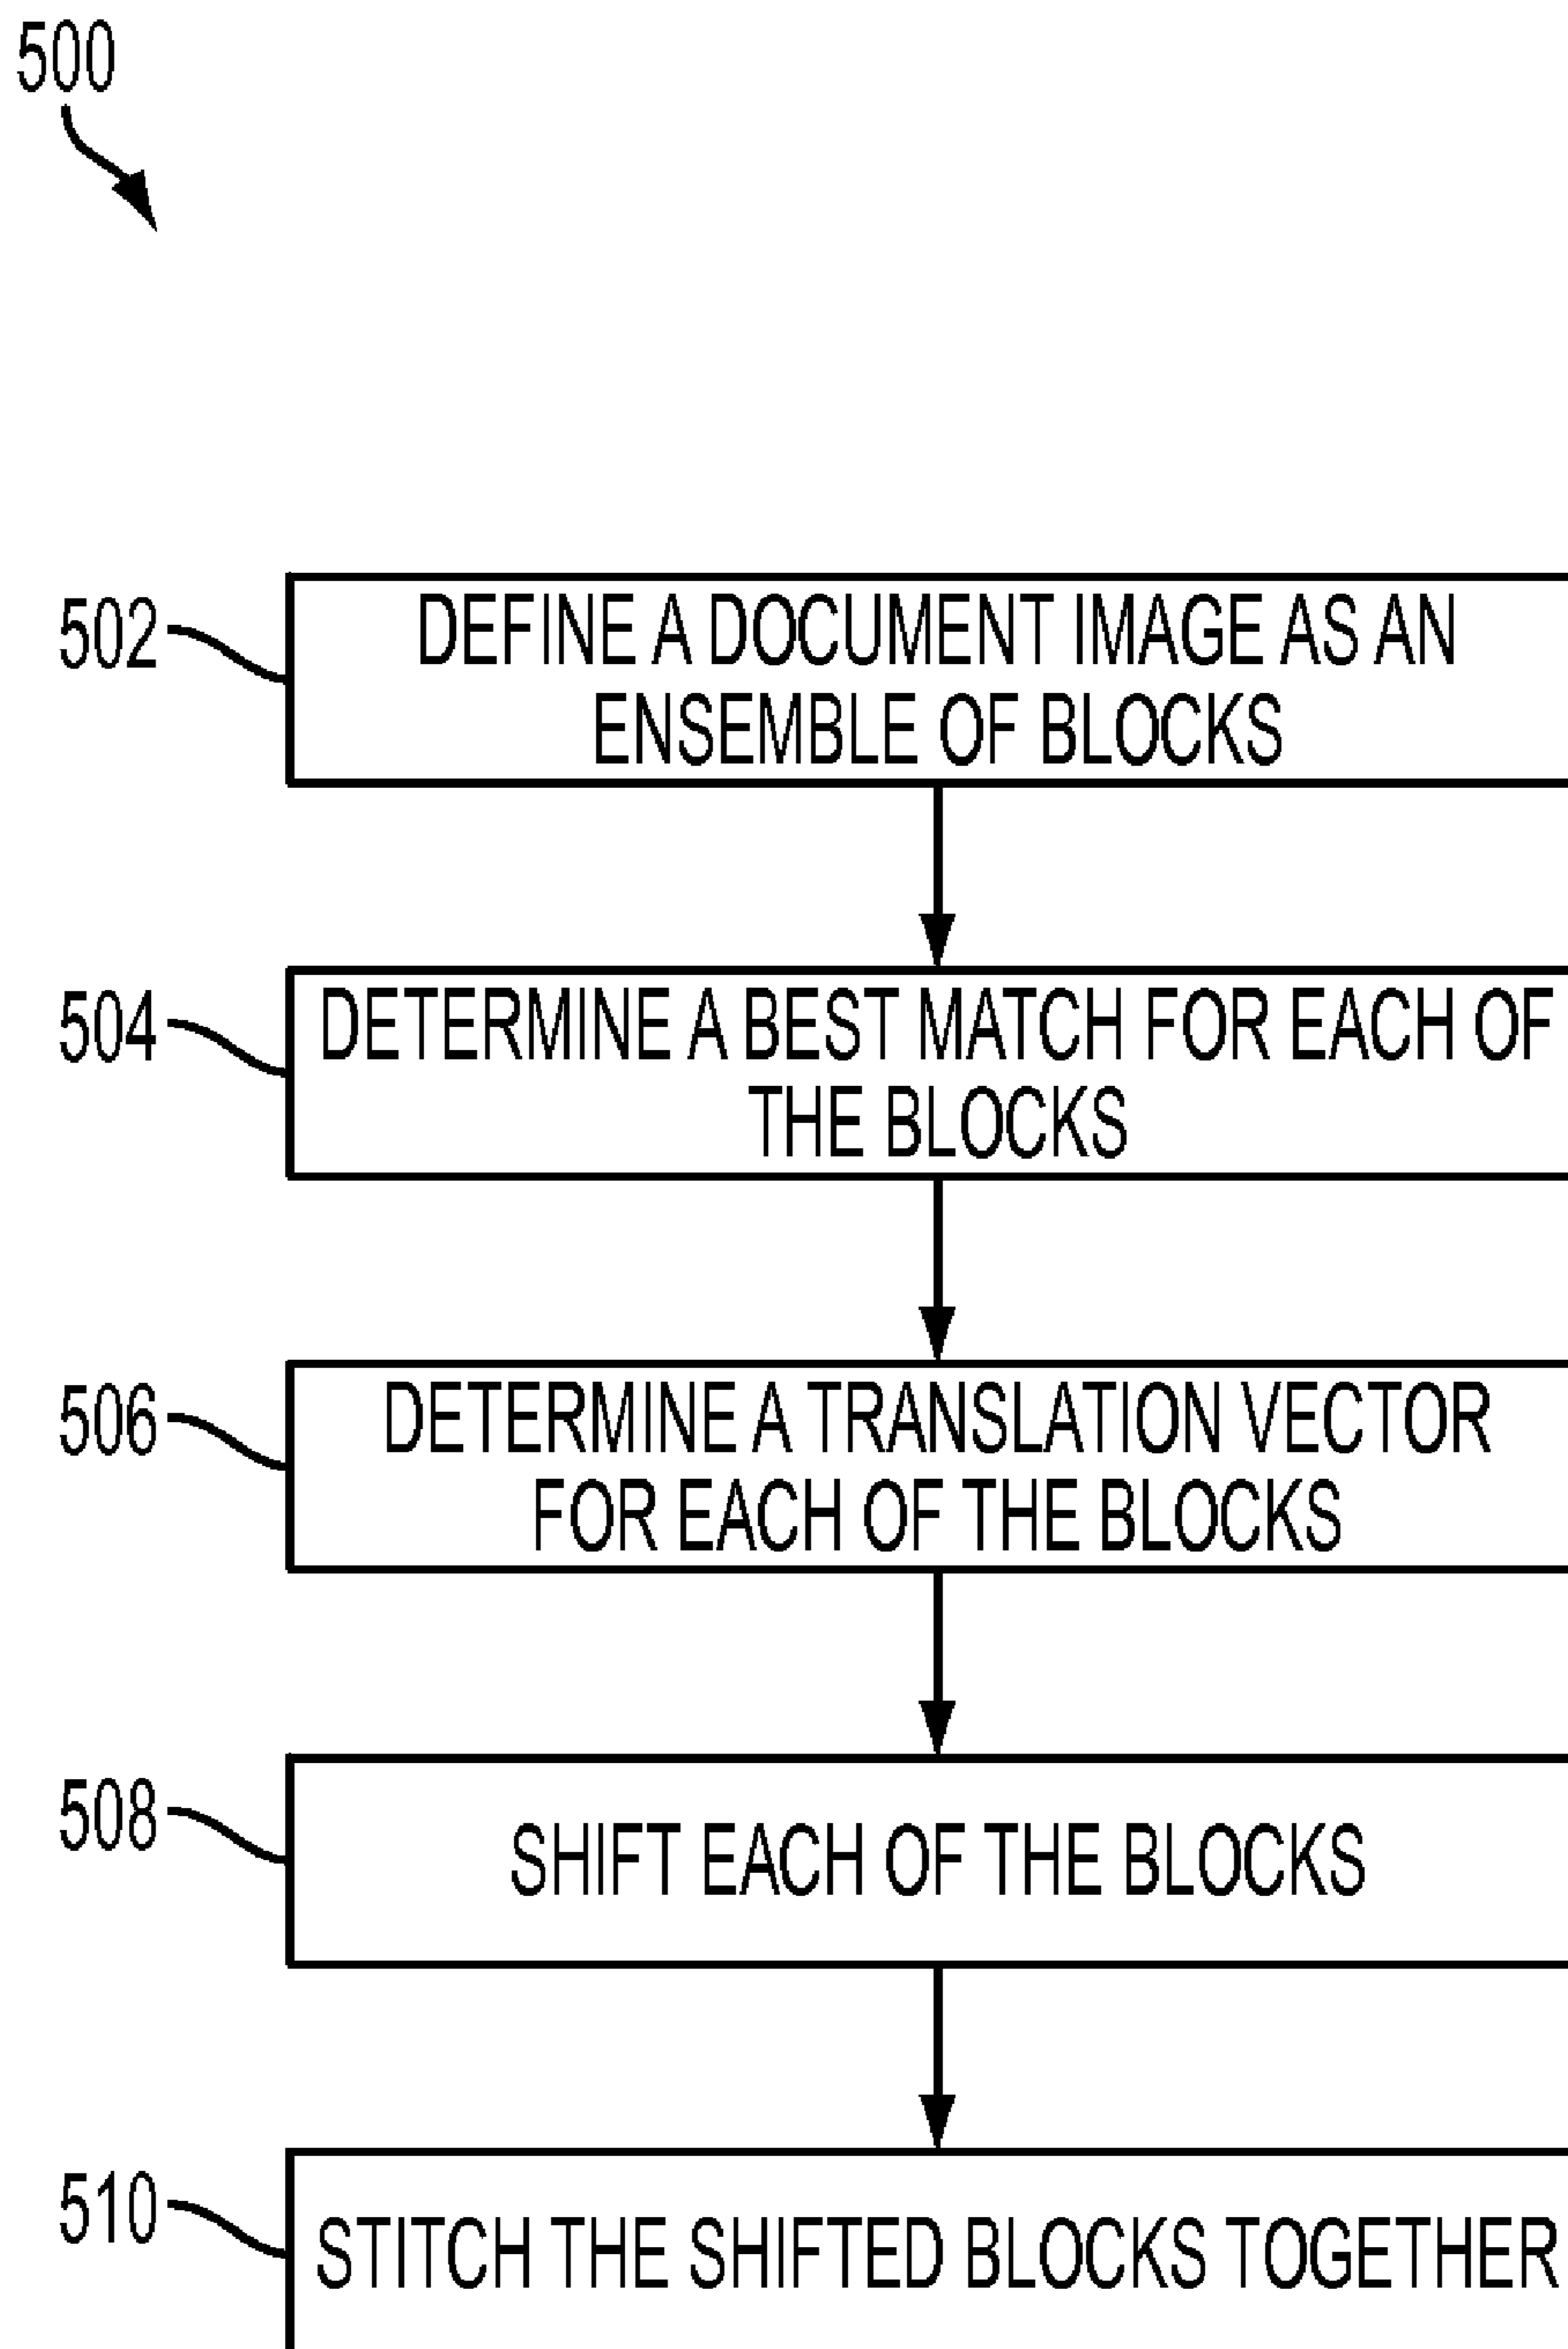 500
502
DEFINE A DOCUMENT IMAGE AS AN
ENSEMBLE OF BLOCKS
504
DETERMINE A BEST MATCH FOR EACH OF
THE BLOCKS
506
DETERMINE A TRANSLATION VECTOR
FOR EACH OF THE BLOCKS
508
SHIFT EACH OF THE BLOCKS
510
STITCH THE SHIFTED BLOCKS TOGETHER